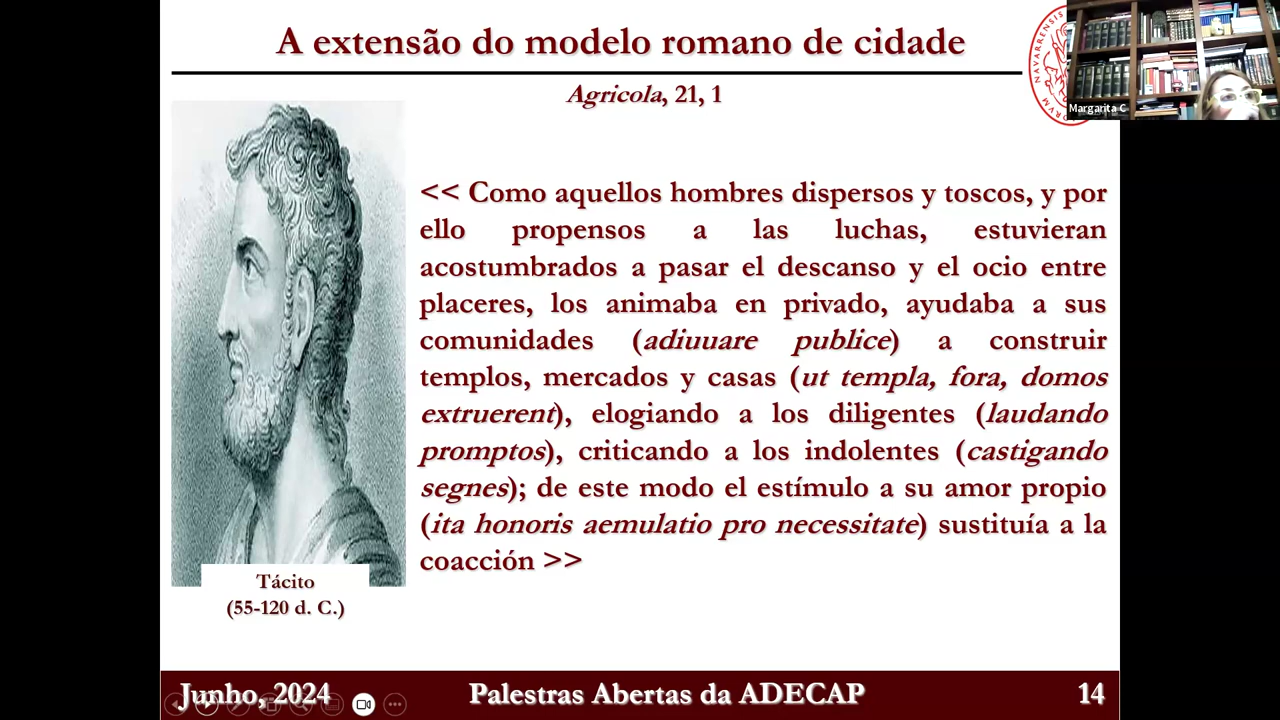 A extensão do modelo romano de cidade
Agricola, 21, 1
NAVARRENSIS
Margarita C
<< Como aquellos hombres dispersos y toscos, y por
ello propensos a las luchas, estuvieran
acostumbrados a pasar el descanso y el ocio entre
placeres, los animaba en privado, ayudaba a sus
comunidades (adiuuare publice) a construir
templos, mercados y casas (ut templa, fora, domos
extruerent), elogiando a los diligentes (laudando
promptos), criticando a los indolentes (castigando
segnes); de este modo el estímulo a su amor propio
(ita honoris aemulatio pro necessitate) sustituía a la
coacción >>
Tácito
(55-120 d. C.)
Junho, 2024
Palestras Abertas da ADECAP
14